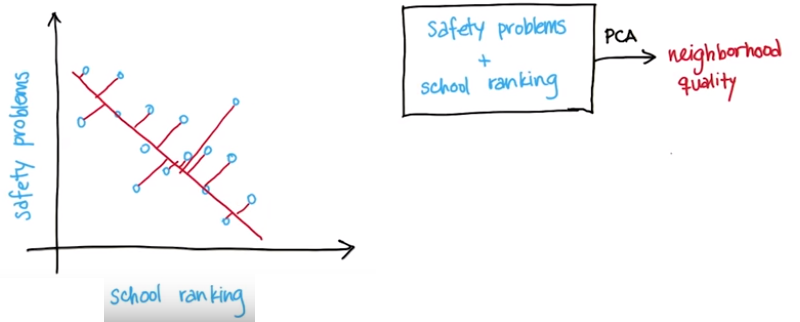 safety problems
school ranking
safety problems
+
school ranking
PCA
neighborhood
quality